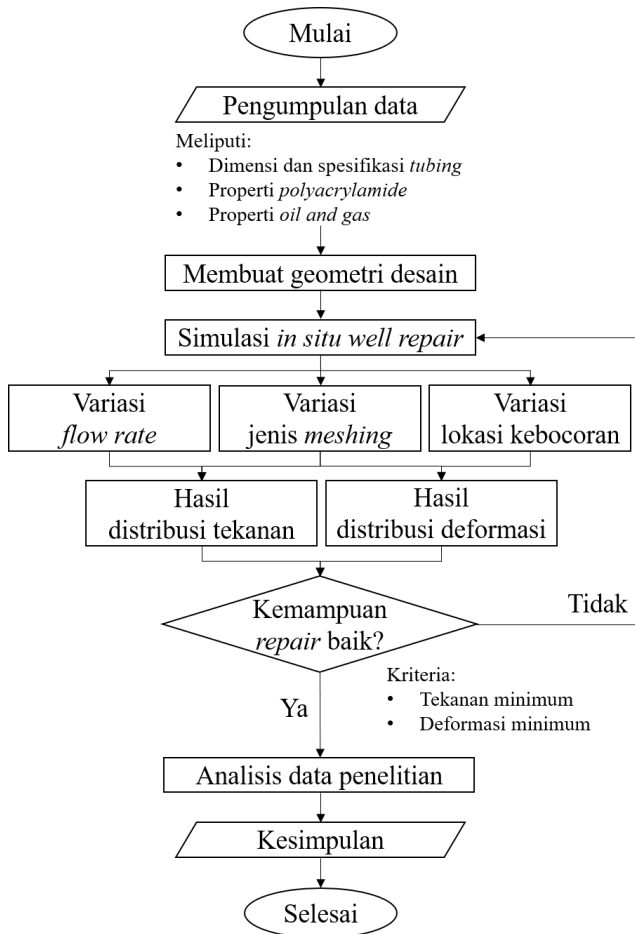 Mulai
Pengumpulan data
Meliputi:
• Dimensi dan spesifikasi tubing
• Properti polyacrylamide
• Properti oil and gas
Membuat geometri desain
Simulasi in situ well repair
Variasi
flow rate
Variasi
jenis meshing
Variasi
lokasi kebocoran
Hasil
distribusi tekanan
Hasil
distribusi deformasi
Kemampuan
repair baik?
Tidak
Kriteria:
• Tekanan minimum
• Deformasi minimum
Ya
Analisis data penelitian
Kesimpulan
Selesai